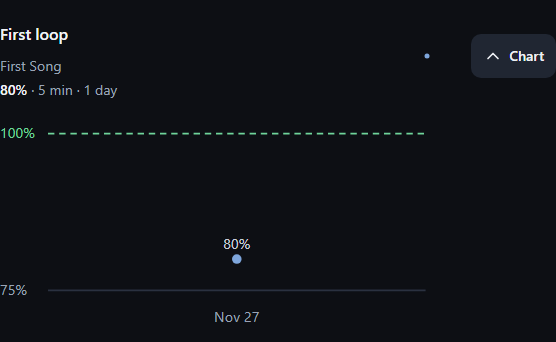 First loop
First Song
80% · 5 min · 1 day
Chart
100%
80%
75%
Nov 27